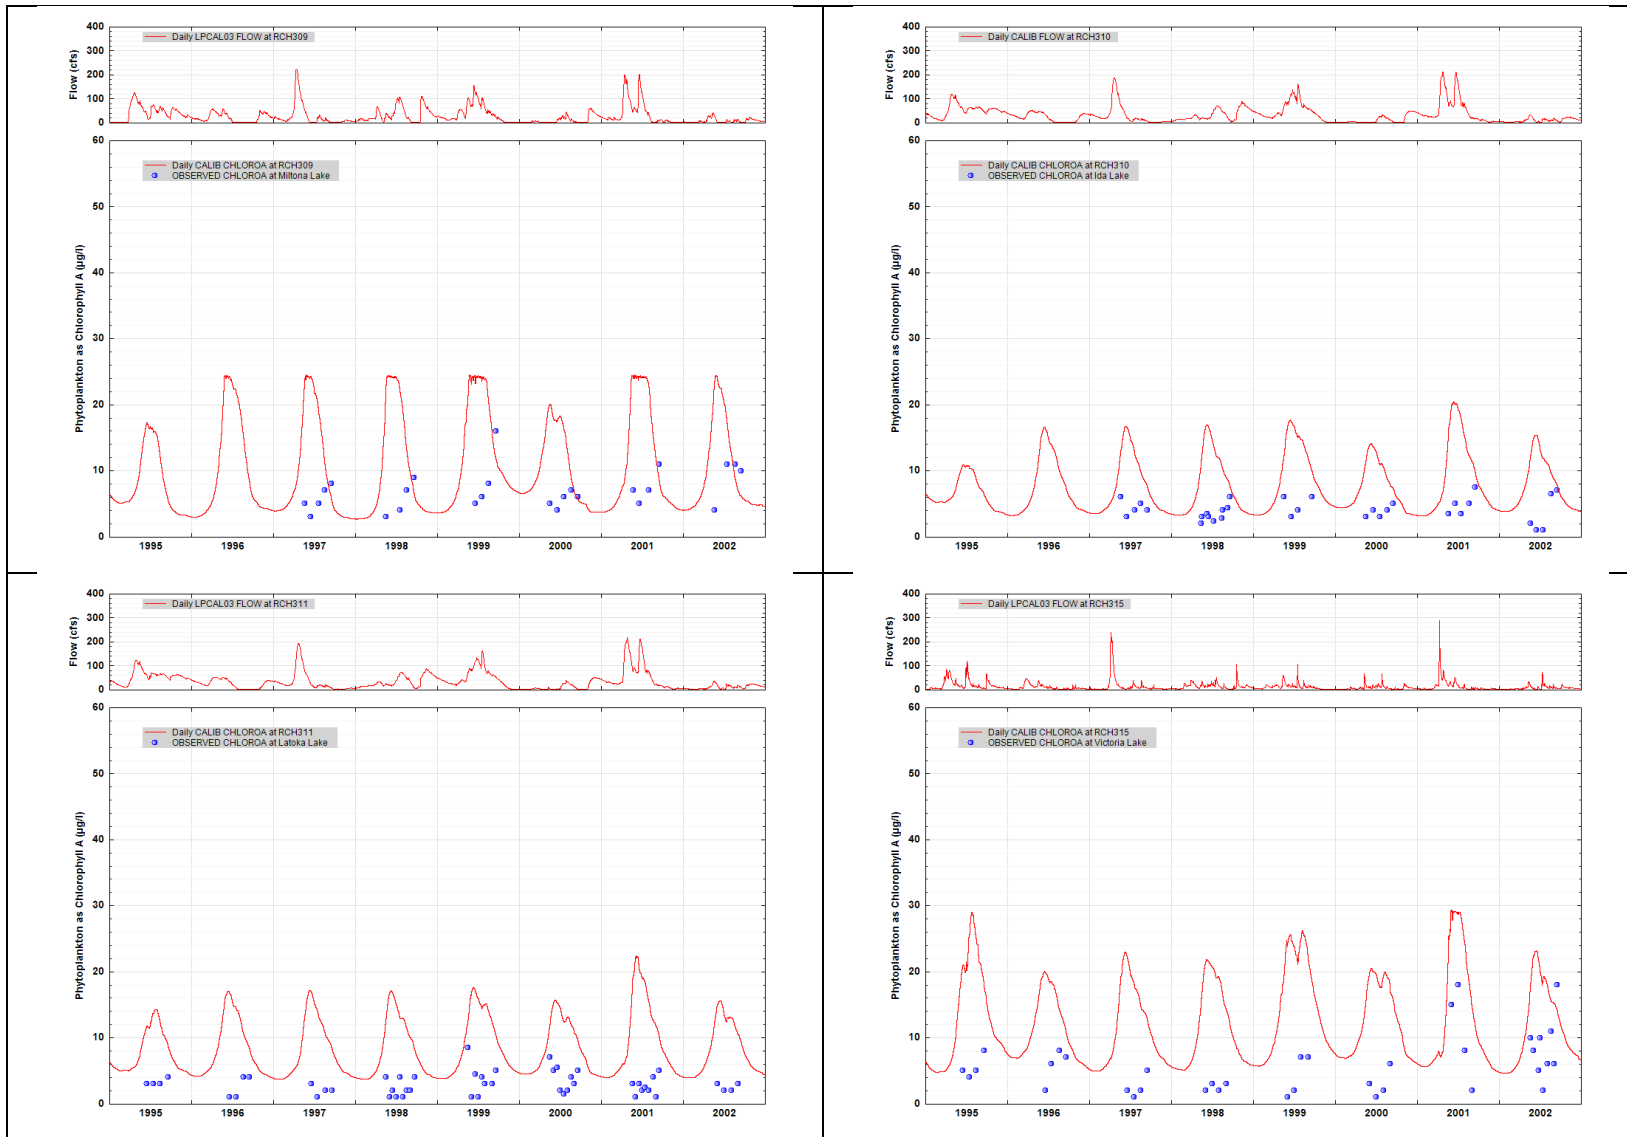 400
300
200
100
0
Flow (cfs)
Daily LPCAL03 FLOW at RCH309
60
50
40
30
20
10
0
Phytoplankton as Chlorophyll A (µg/l)
Daily CALIB CHLOROA at RCH309
OBSERVED CHLOROA at Miltona Lake
1995 1996 1997 1998 1999 2000 2001 2002
400
300
200
100
0
Flow (cfs)
Daily CALIB FLOW at RCH310
60
50
40
30
20
10
0
Phytoplankton as Chlorophyll A (µg/l)
Daily CALIB CHLOROA at RCH310
OBSERVED CHLOROA at Ida Lake
1995 1996 1997 1998 1999 2000 2001 2002
400
300
200
100
0
Flow (cfs)
Daily LPCAL03 FLOW at RCH311
60
50
40
30
20
10
0
Phytoplankton as Chlorophyll A (µg/l)
Daily CALIB CHLOROA at RCH311
OBSERVED CHLOROA at Latoka Lake
1995 1996 1997 1998 1999 2000 2001 2002
400
300
200
100
0
Flow (cfs)
Daily LPCAL03 FLOW at RCH315
60
50
40
30
20
10
0
Phytoplankton as Chlorophyll A (µg/l)
Daily CALIB CHLOROA at RCH315
OBSERVED CHLOROA at Victoria Lake
1995 1996 1997 1998 1999 2000 2001 2002